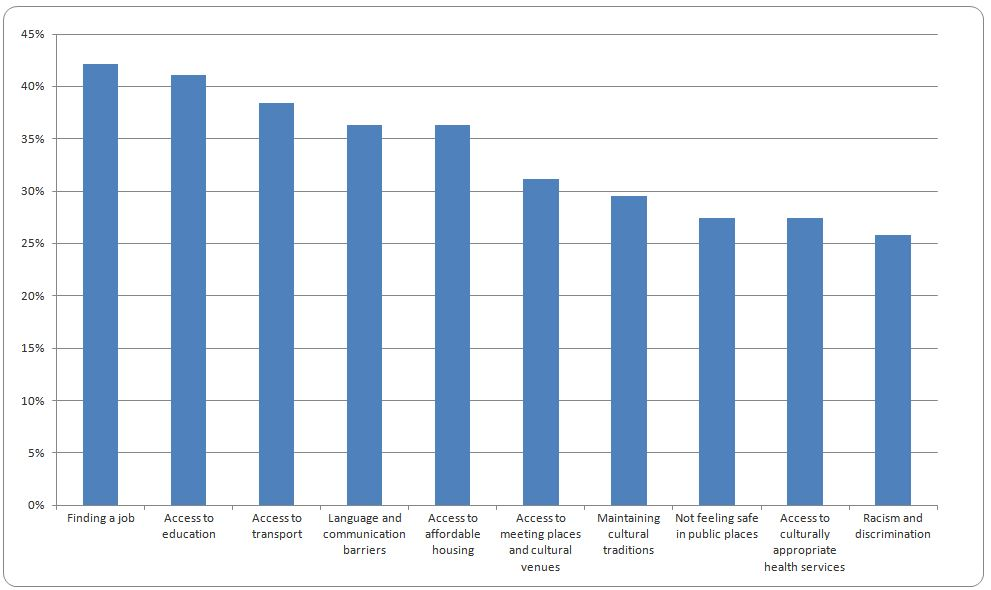 45%
40%
35%
30%
25%
20%
15%
10%
5%
0%
Finding a job
Access to
education
Access to
transport
Language and
communication
barriers
Access to
affordable
housing
Access to
meeting places
and cultural
venues
Maintaining
cultural
traditions
Not feeling safe
in public places
Access to
culturally
appropriate
health services
Racism and
discrimination